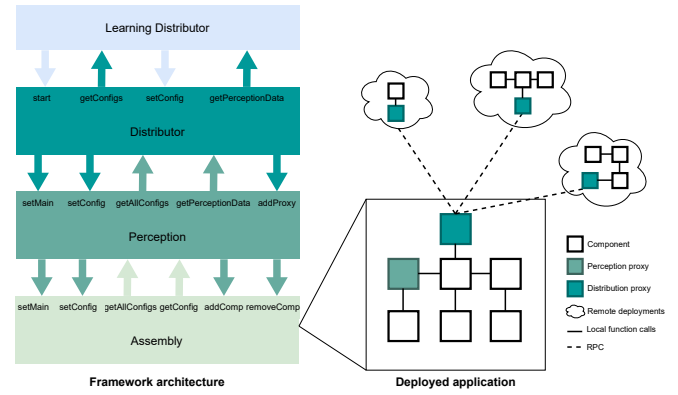 Learning Distributor
start getConfigs setConfig getPerceptionData
Distributor
setMain setConfig getAllConfigs getPerceptionData addProxy
Perception
setMain setConfig getAllConfigs getConfig addComp removeComp
Assembly
Framework architecture
Component
Perception proxy
Distribution proxy
Remote deployments
Local function calls
RPC
Deployed application